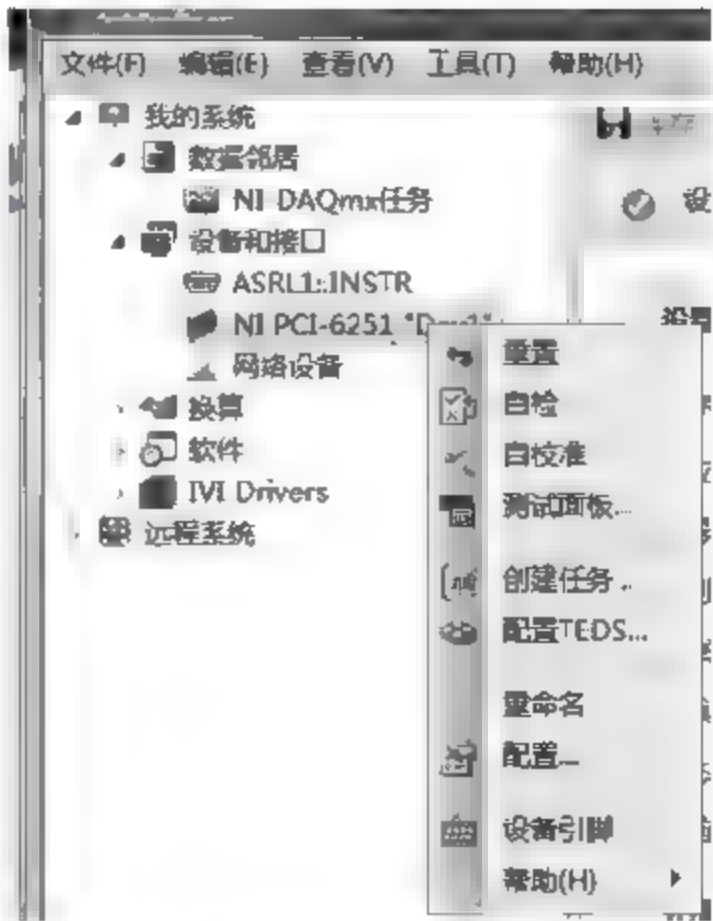 文件(F) 编辑(E) 查看(V) 工具(T) 帮助(H)
我的系统
数据邻居
NI DAQmx任务
设备和接口
ASRL1::INSTR
NI PCI-6251
网络设备
换算
软件
IVI Drivers
远程系统
设
重置
自检
自校准
测试面板...
创建任务...
配置TEDS...
重命名
配置...
设备引脚
帮助(H)